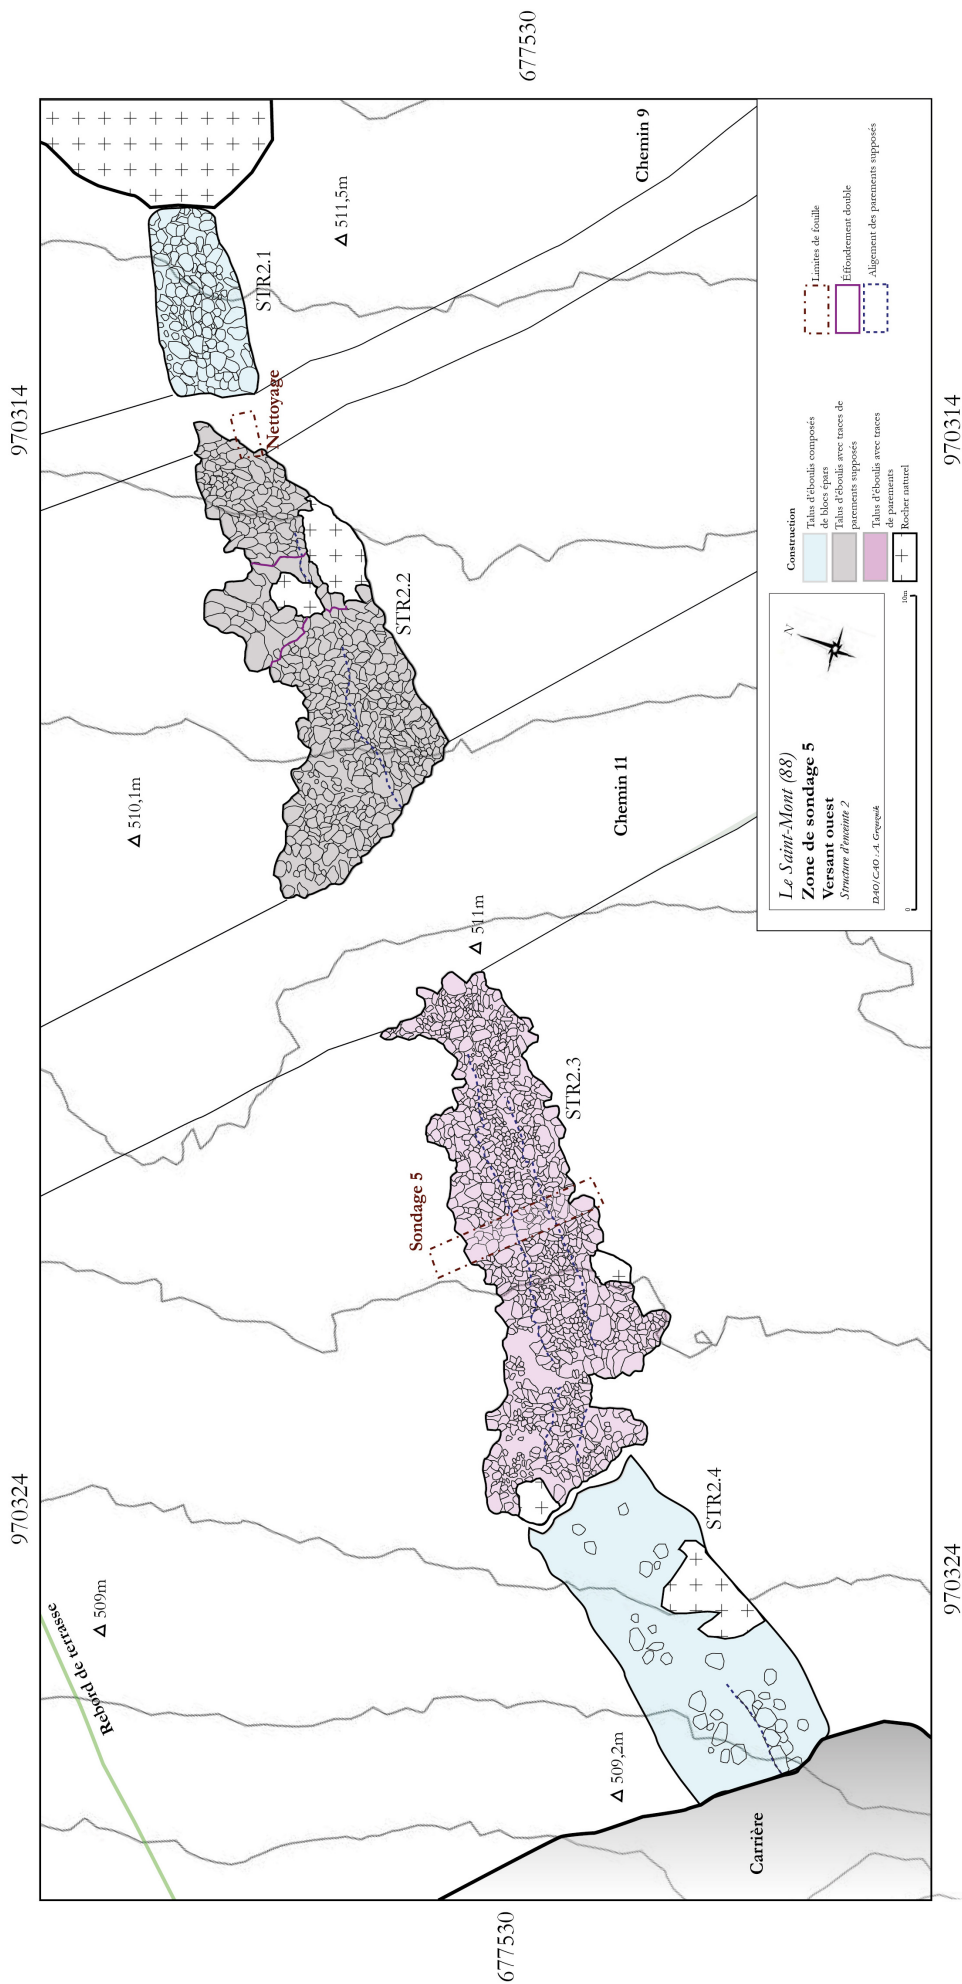 677530
970314
970324
677530
970314
970324
Chemin 9
△ 511,5m
STR2.1
Nettoyage
STR2.2
△ 510,1m
Chemin 11
△ 511m
STR2.3
Sondage 5
STR2.4
△ 509m
Rebord de terrasse
△ 509,2m
Carrière
Le Saint-Mont (88)
Zone de sondage 5
Versant ouest
Structure d'enceinte 2
N
0
10m
Construction
Talus d'éboulis composés
de blocs épars
Talus d'éboulis avec traces de
parements supposés
Talus d'éboulis avec traces
de parements
Rocher naturel
Limites de fouille
Éffondrement double
Aligement des parements supposés
DAO/CAO : A.